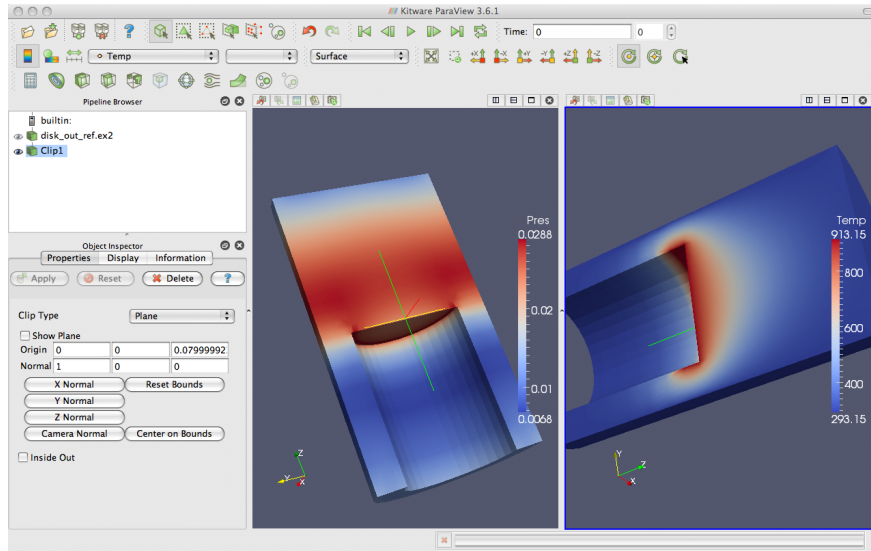 Kitware ParaView 3.6.1
Time: 0
0
Temp
Surface
+X
-X
+Y
-Y
+Z
-Z
Pipeline Browser
builtin:
disk_out_ref.ex2
Clip1
Object Inspector
Properties Display Information
Apply Reset Delete ?
Clip Type Plane
Show Plane
Origin 0 0 0.07999992
Normal 1 0 0
X Normal Reset Bounds
Y Normal
Z Normal
Camera Normal Center on Bounds
Inside Out
Pres
0.0288
0.02
0.01
0.0068
Z
Y
X
Temp
913.15
800
600
400
293.15
Y
Z
X